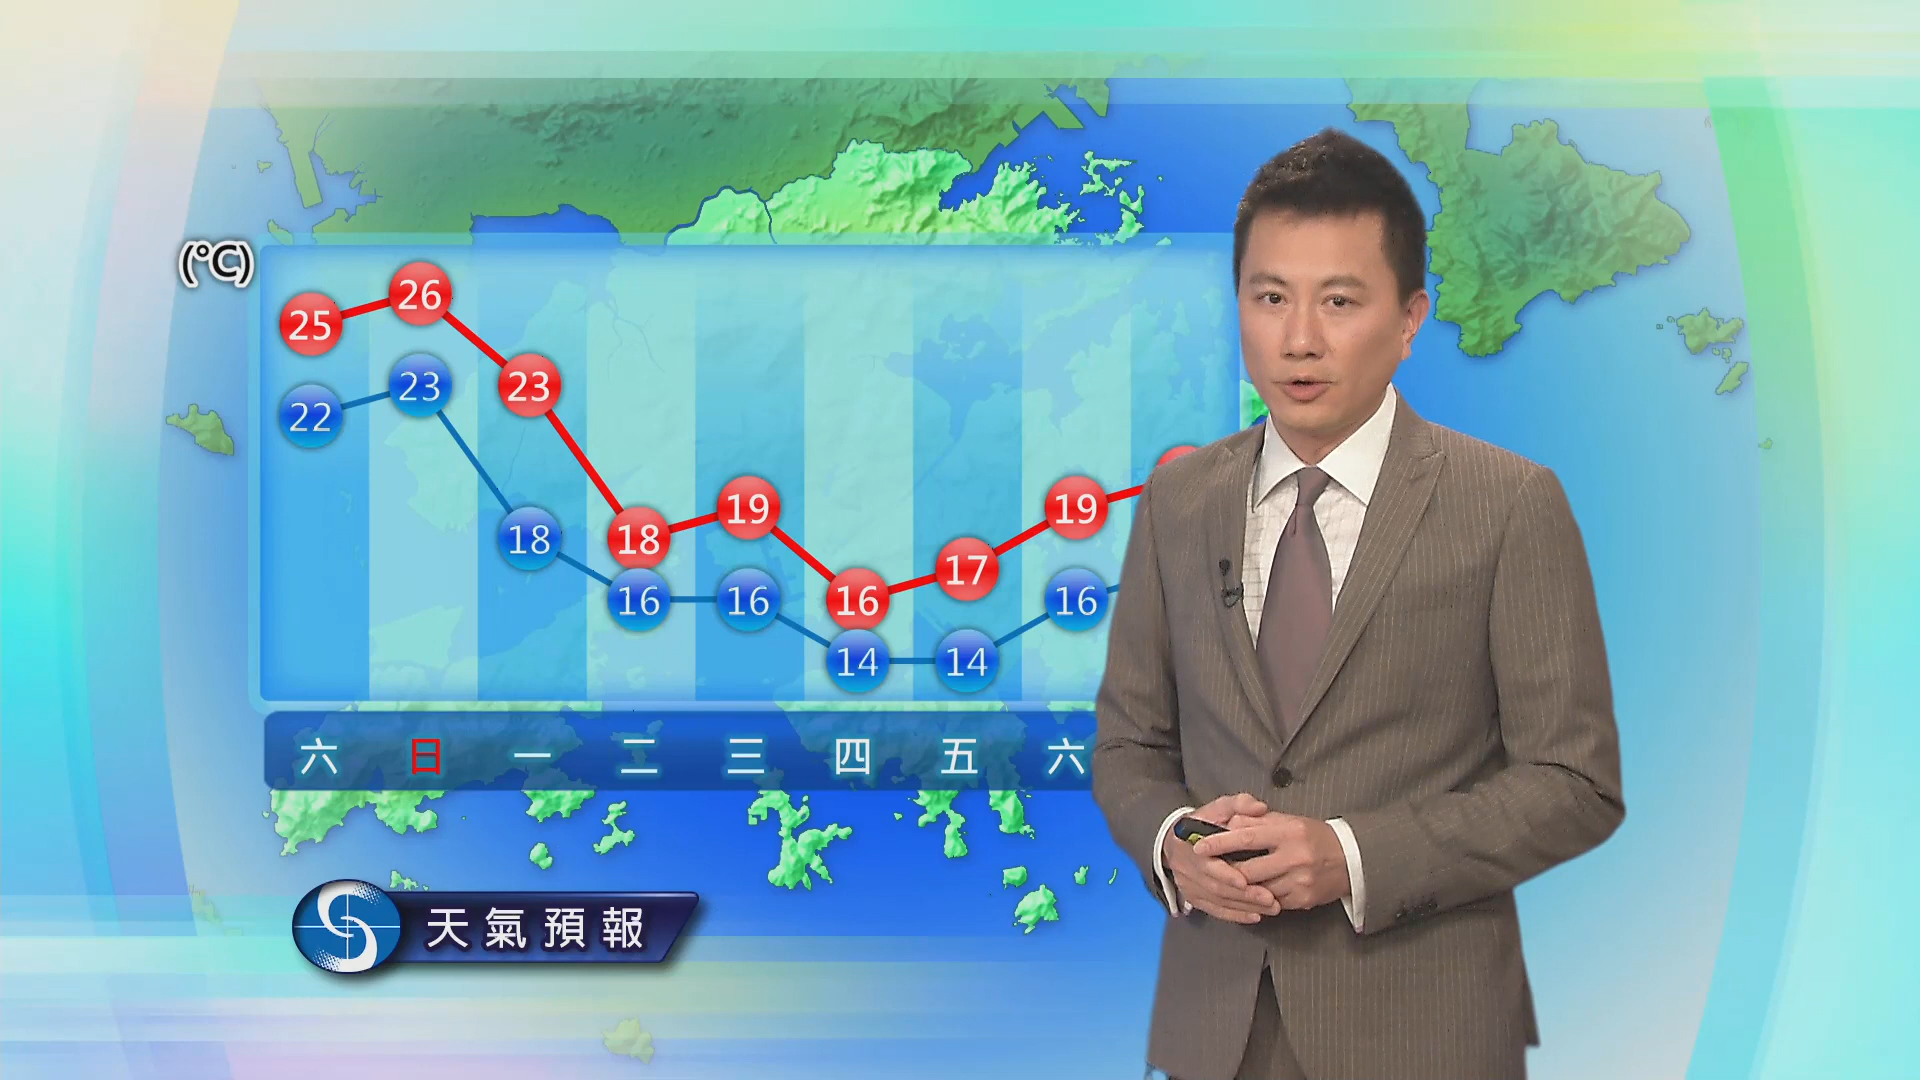 (°C)
25 26 23 18 19 16 17 19
22 23 18 16 16 14 14 16
六 日 一 二 三 四 五 六
天氣預報